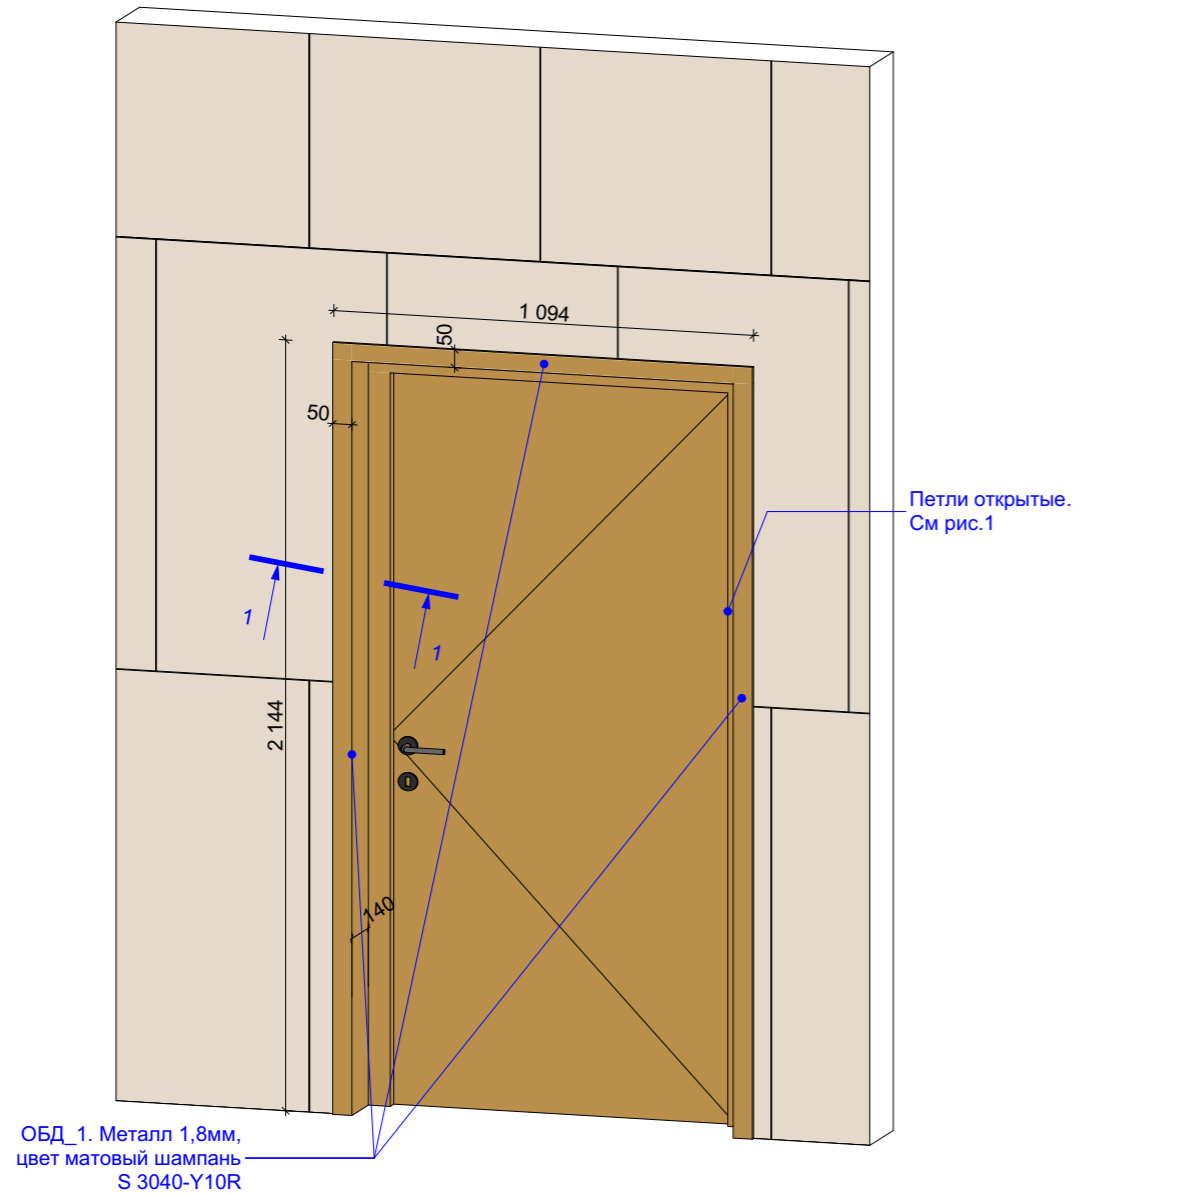 1 094
50
50
Петли открытые.
См рис.1
1
1
2 144
140
ОБД_1. Металл 1,8мм,
цвет матовый шампань
S 3040-Y10R